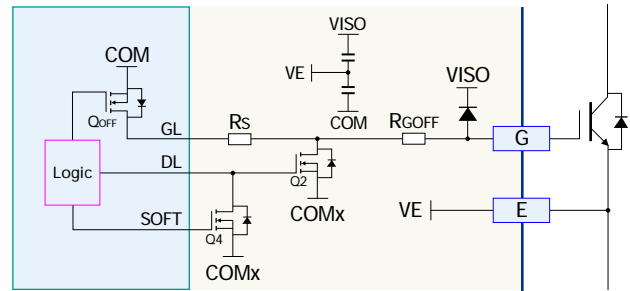 VISO
COM
VE
VISO
QOFF
GL
RS
COM
RGOFF
G
Logic
DL
Q2
COMx
SOFT
Q4
VE
E
COMx